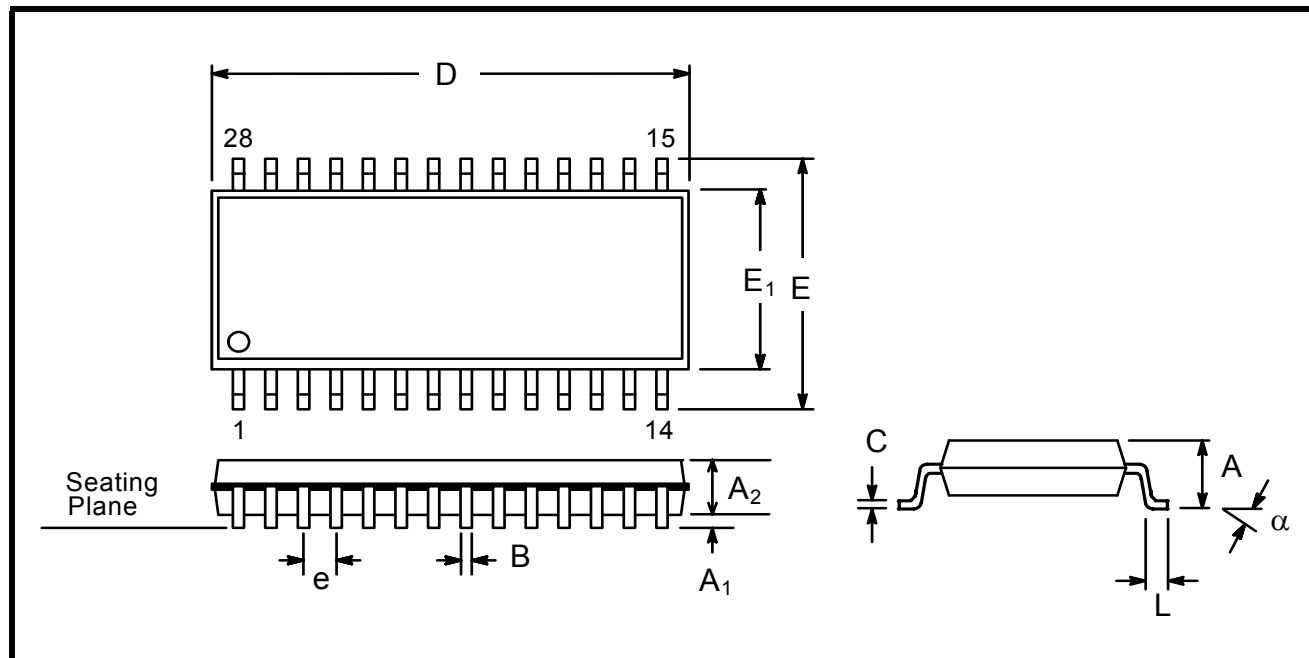 D
28 15
E₁ E
1 14
C A
Seating
Plane
A₂
α
e B A₁
L